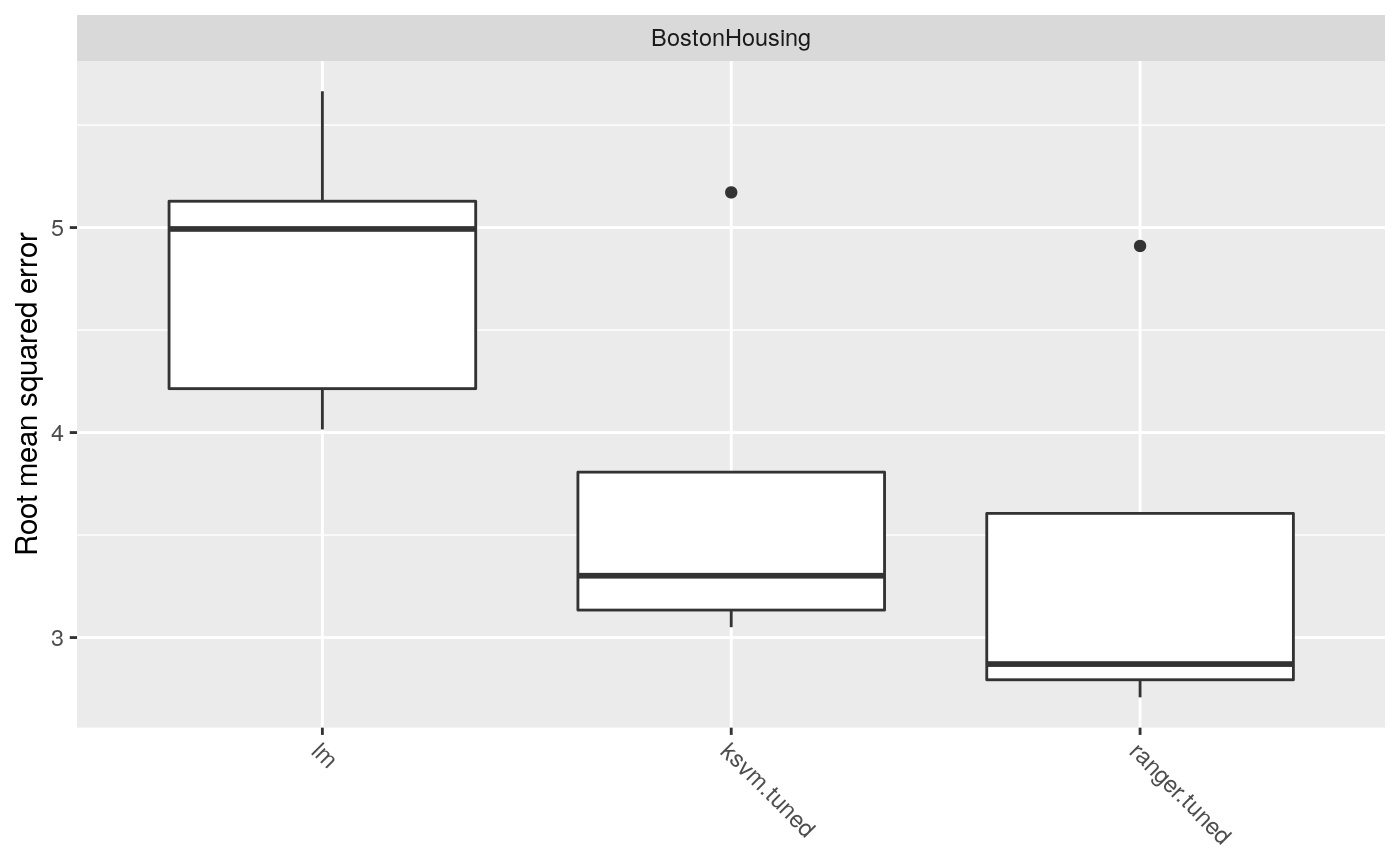 BostonHousing
Root mean squared error
5
4
3
lm
ksvm.tuned
ranger.tuned